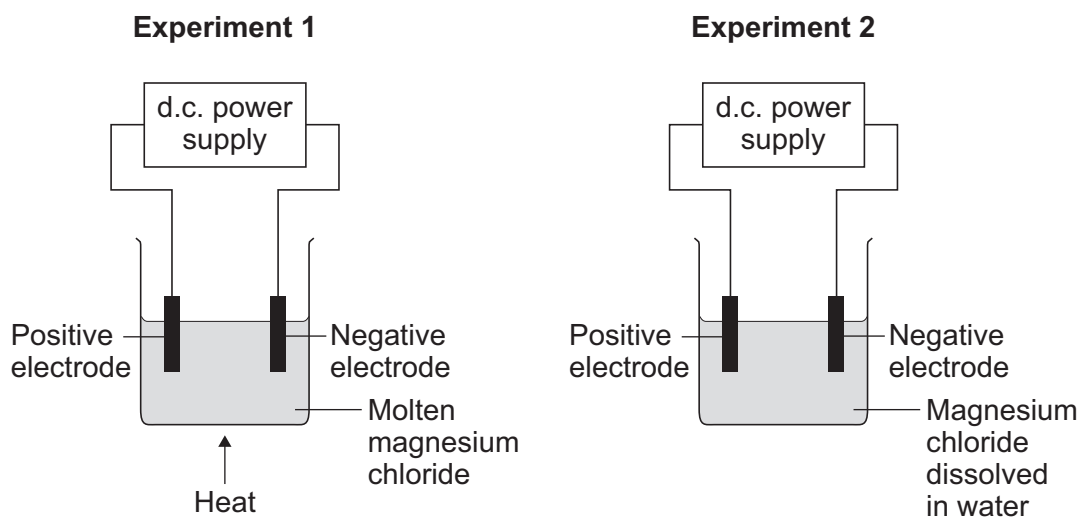 Experiment 1
d.c. power
supply
Positive
electrode
Negative
electrode
Molten
magnesium
chloride
Heat
Experiment 2
d.c. power
supply
Positive
electrode
Negative
electrode
Magnesium
chloride
dissolved
in water